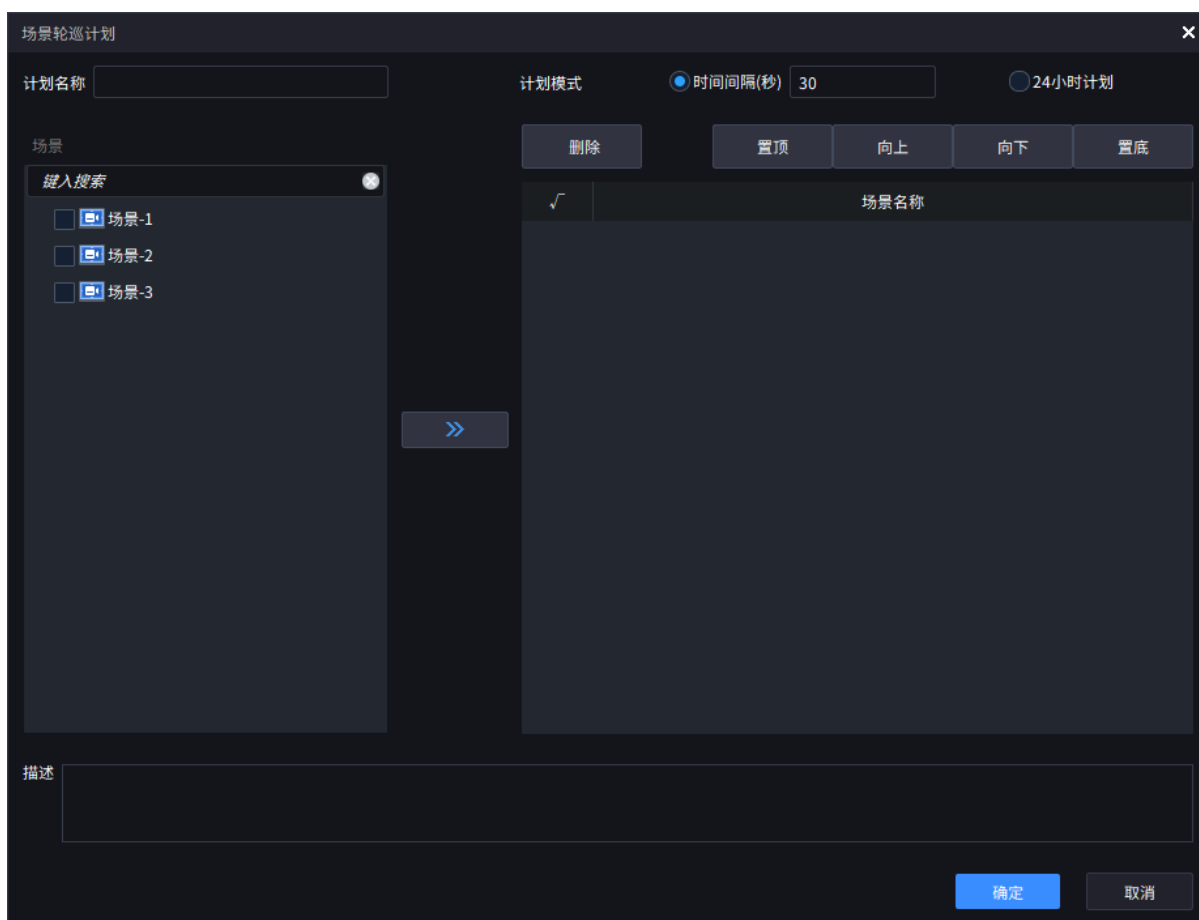 场景轮巡计划
计划名称 计划模式 时间间隔(秒) 30 24小时计划
场景 删除 置顶 向上 向下 置底
键入搜索
√ 场景名称
场景-1
场景-2
场景-3
描述
确定 取消